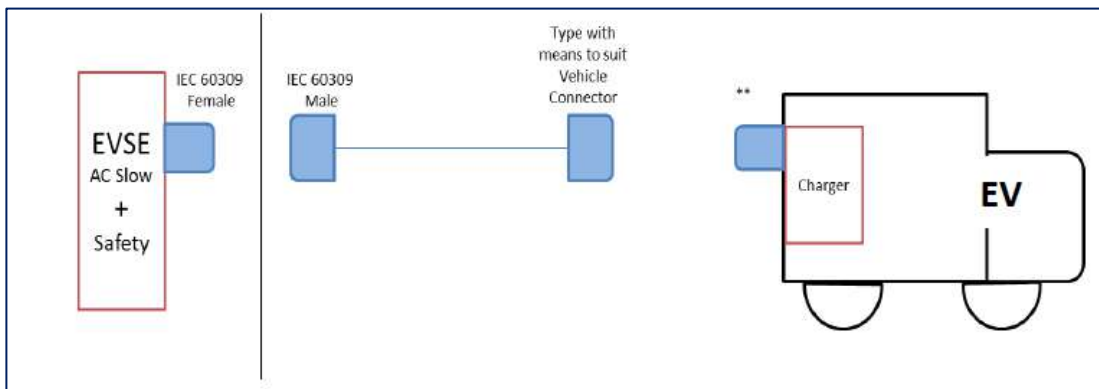 IEC 60309
Female
EVSE
AC Slow
+
Safety
IEC 60309
Male
Type with
means to suit
Vehicle
Connector
**
Charger
EV